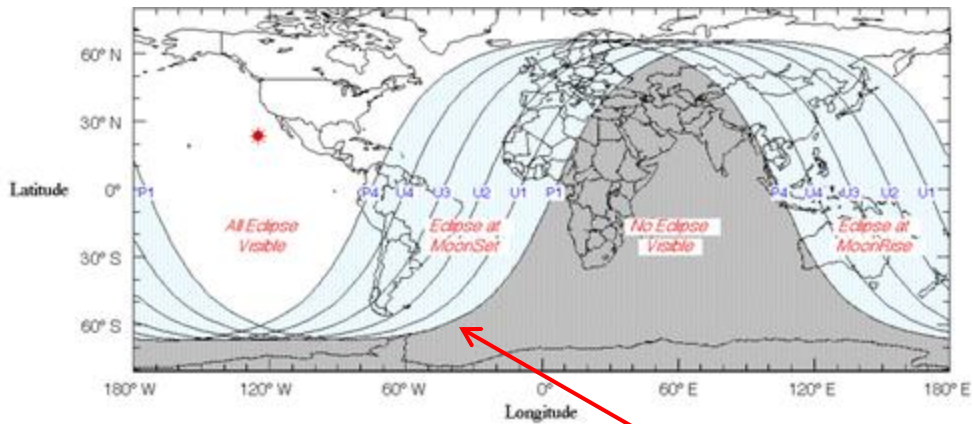 60° N
30° N
Latitude
0°
30° S
60° S
P1
P4
U4
U3
U2
U1
P1
P4
U4
U3
U2
U1
All Eclipse
Visible
Eclipse at
MoonSet
No Eclipse
Visible
Eclipse at
MoonRise
180° W
120° W
60° W
0°
60° E
120° E
180° E
Longitude